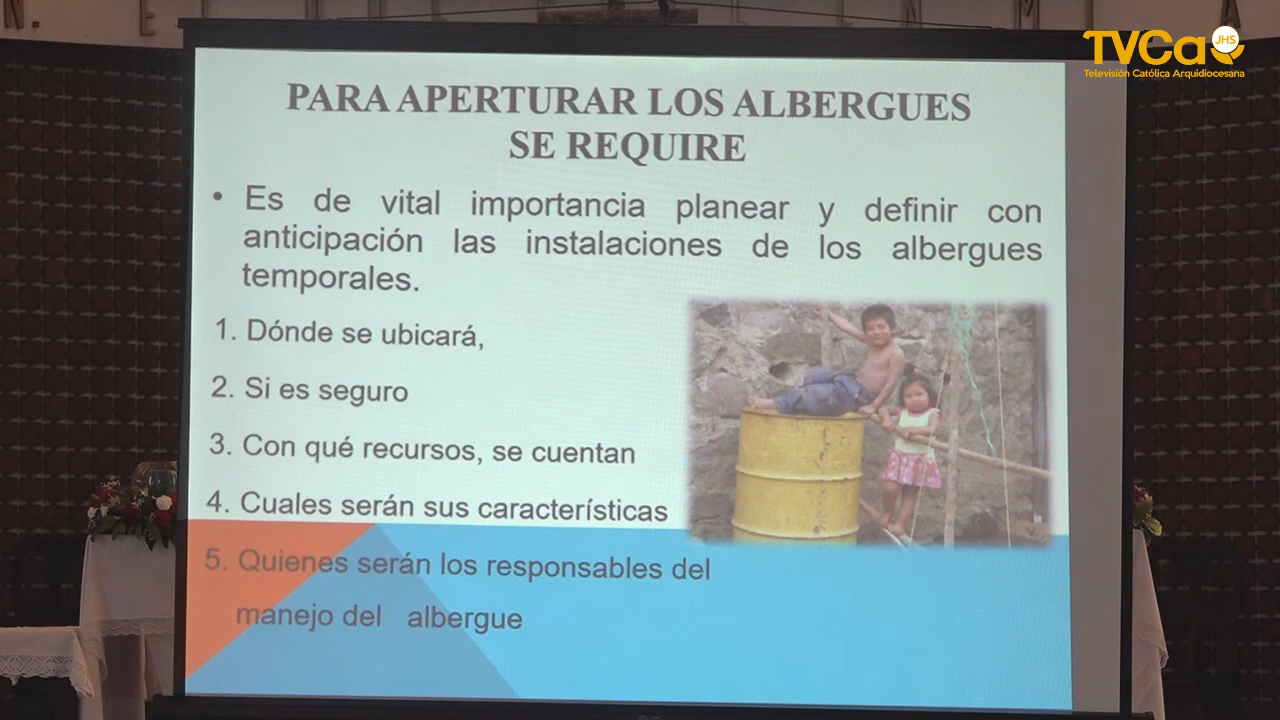 TVCa
JHS
Televisión Católica Arquidiocesana
PARA APERTURAR LOS ALBERGUES
SE REQUIRE
• Es de vital importancia planear y definir con
anticipación las instalaciones de los albergues
temporales.
1. Dónde se ubicará,
2. Si es seguro
3. Con qué recursos, se cuentan
4. Cuales serán sus características
5. Quienes serán los responsables del
manejo del albergue